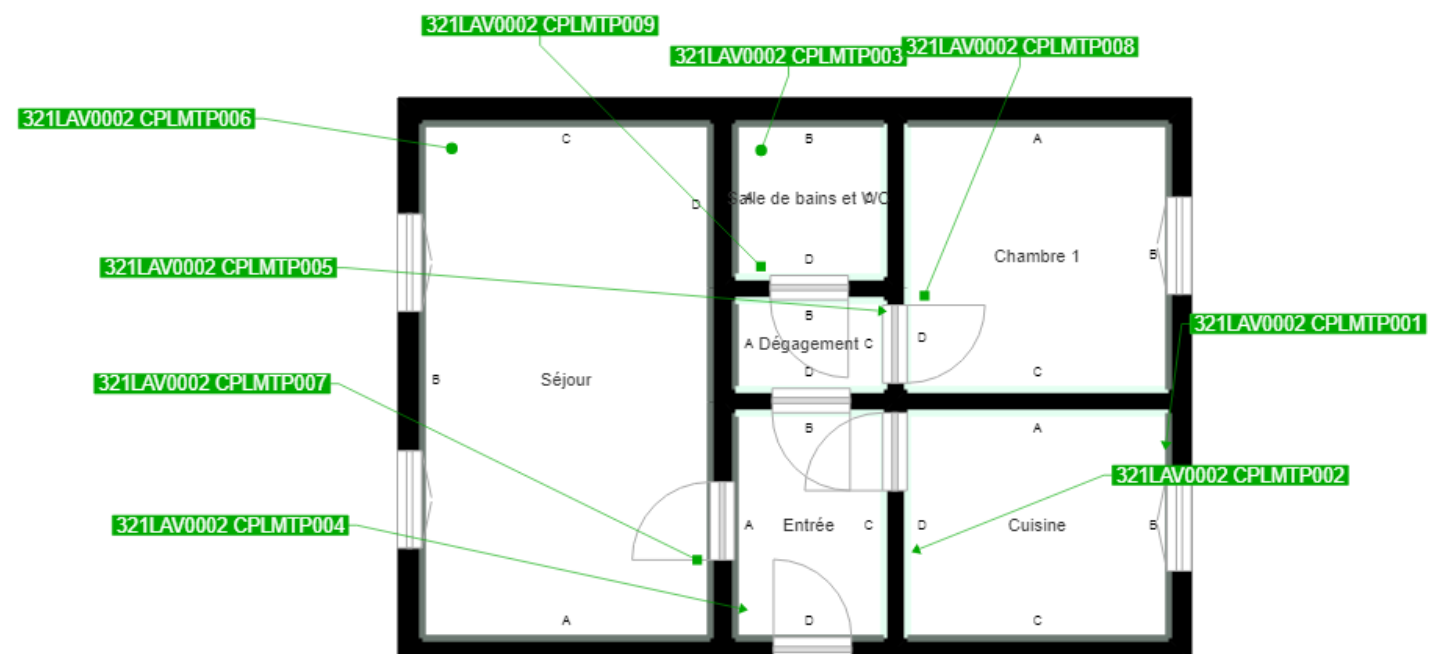 321LAV0002 CPLMTP009
321LAV0002 CPLMTP003
321LAV0002 CPLMTP008
321LAV0002 CPLMTP006
C
B
A
A
Salle de bains et WC
C
D
Chambre 1
B
D
321LAV0002 CPLMTP005
B
321LAV0002 CPLMTP001
A
Dégagement
C
D
D
C
B
Séjour
321LAV0002 CPLMTP007
B
A
321LAV0002 CPLMTP002
321LAV0002 CPLMTP004
A
Entrée
C
D
Cuisine
B
A
D
C